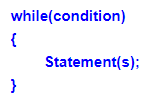 while(condition)
{
Statement(s);
}